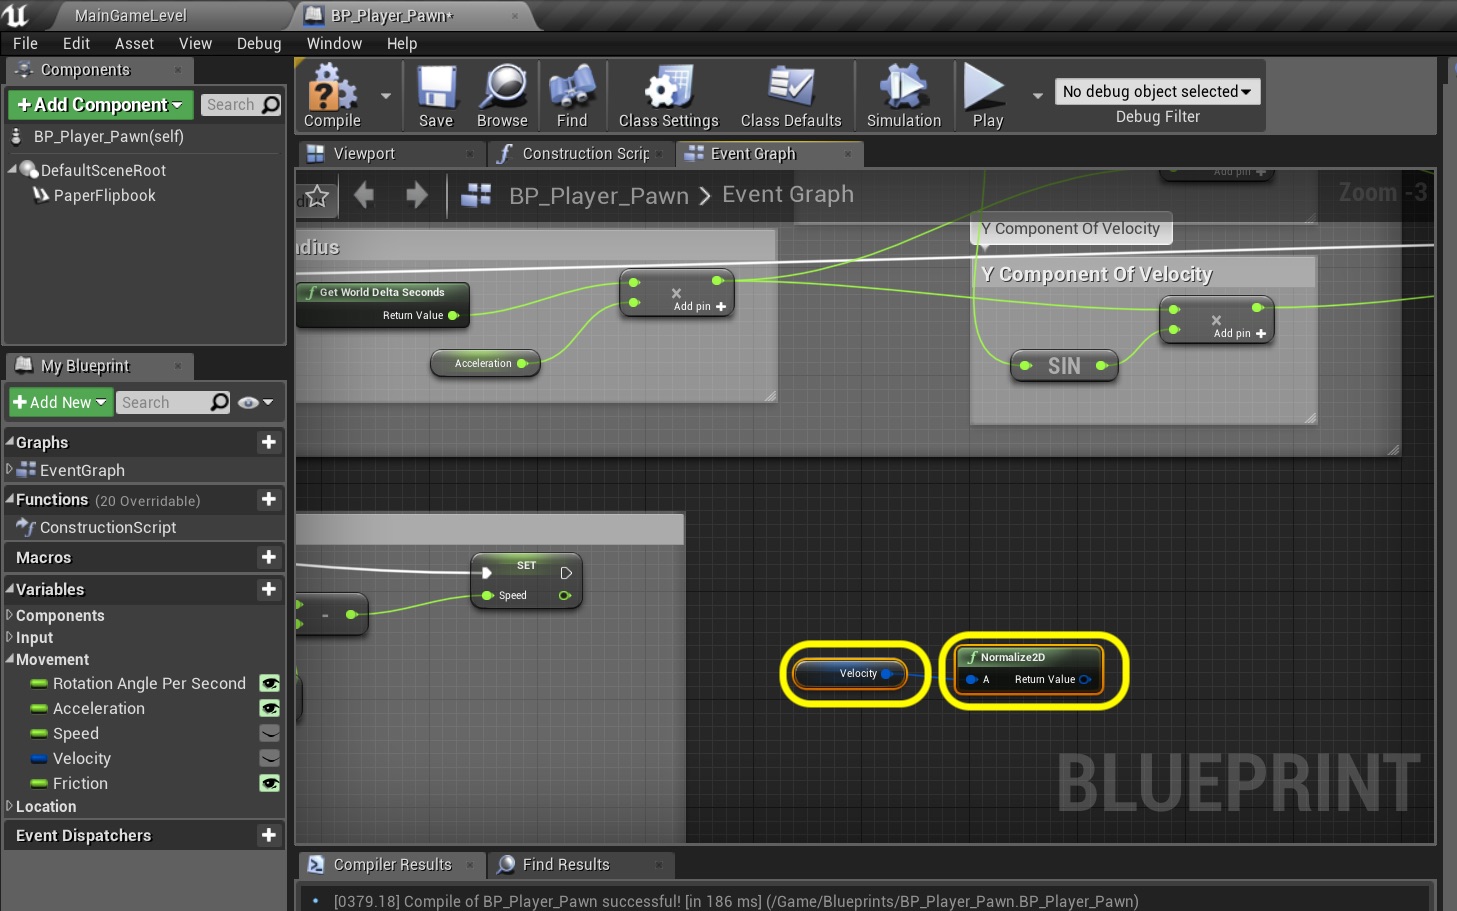 MainGameLevel
BP_Player_Pawn*
File Edit Asset View Debug Window Help
Components
+Add Component
Search
BP_Player_Pawn(self)
DefaultSceneRoot
PaperFlipbook
Compile
Save
Browse
Find
Class Settings
Class Defaults
Simulation
Play
No debug object selected
Debug Filter
Viewport
Construction Scrip
Event Graph
BP_Player_Pawn > Event Graph
Zoom -3
Add pin +
adius
Get World Delta Seconds
Return Value
×
Add pin +
Acceleration
Y Component Of Velocity
Y Component Of Velocity
×
Add pin +
SIN
My Blueprint
+Add New
Search
Graphs
EventGraph
Functions (20 Overridable)
ConstructionScript
Macros
Variables
Components
Input
Movement
Rotation Angle Per Second
Acceleration
Speed
Velocity
Friction
Location
Event Dispatchers
SET
Speed
-
Velocity
Normalize2D
A Return Value
BLUEPRINT
Compiler Results
Find Results
[0379.18] Compile of BP_Player_Pawn successful! [in 186 ms] (/Game/Blueprints/BP_Player_Pawn.BP_Player_Pawn)